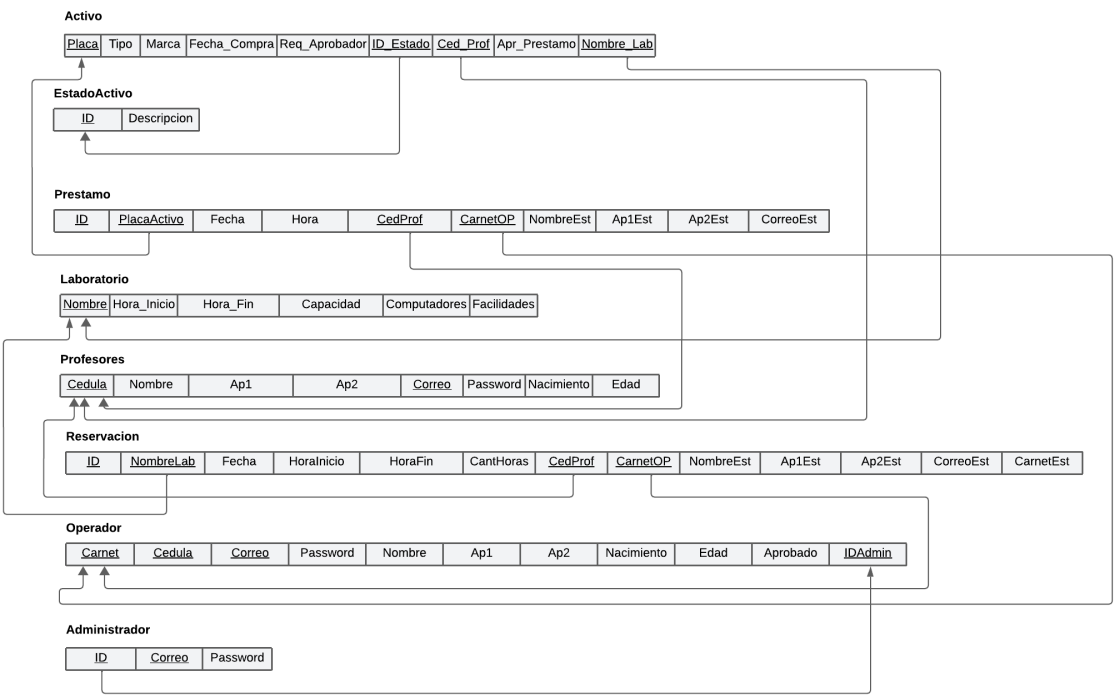 Activo
Placa Tipo Marca Fecha_Compra Req_Aprobador ID_Estado Ced_Prof Apr_Prestamo Nombre_Lab
EstadoActivo
ID Descripcion
Prestamo
ID PlacaActivo Fecha Hora CedProf CarnetOP NombreEst Ap1Est Ap2Est CorreoEst
Laboratorio
Nombre Hora_Inicio Hora_Fin Capacidad Computadores Facilidades
Profesores
Cedula Nombre Ap1 Ap2 Correo Password Nacimiento Edad
Reservacion
ID NombreLab Fecha HoraInicio HoraFin CantHoras CedProf CarnetOP NombreEst Ap1Est Ap2Est CorreoEst CarnetEst
Operador
Carnet Cedula Correo Password Nombre Ap1 Ap2 Nacimiento Edad Aprobado IDAdmin
Administrador
ID Correo Password